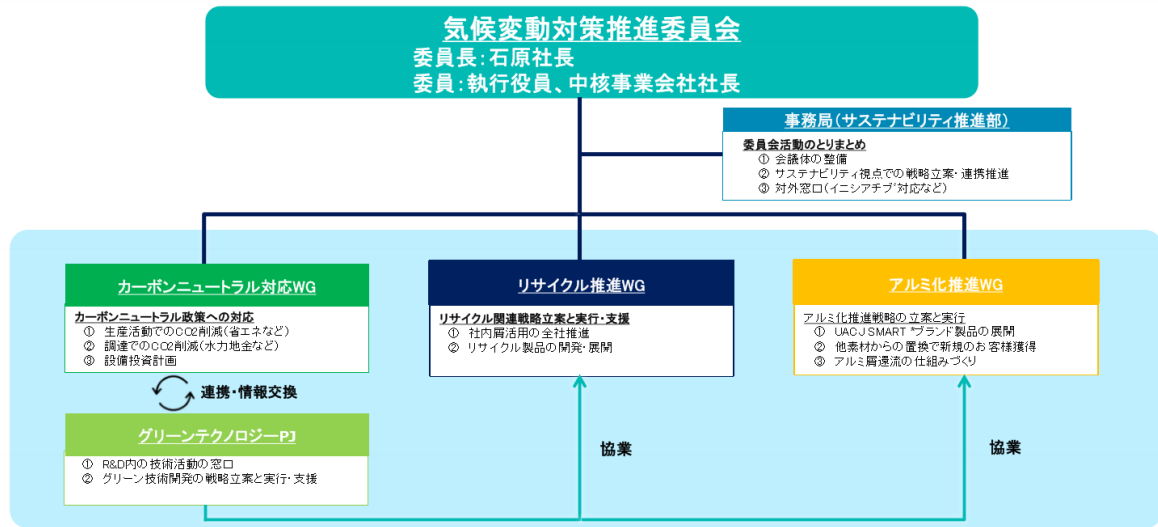 気候変動対策推進委員会
委員長:石原社長
委員:執行役員、中核事業会社社長
事務局(サステナビリティ推進部)
委員会活動のとりまとめ
① 会議体の整備
② サステナビリティ視点での戦略立案・連携推進
③ 対外窓口(イニシアチブ対応など)
カーボンニュートラル対応WG
カーボンニュートラル政策への対応
① 生産活動でのCO2削減(省エネなど)
② 調達でのCO2削減(水力地金など)
③ 設備投資計画
リサイクル推進WG
リサイクル関連戦略立案と実行・支援
① 社内屑活用の全社推進
② リサイクル製品の開発・展開
アルミ化推進WG
アルミ化推進戦略の立案と実行
① UACJ SMART®ブランド製品の展開
② 他素材からの置換で新規のお客様獲得
③ アルミ屑還流の仕組みづくり
連携・情報交換
グリーンテクノロジーPJ
① R&D内の技術活動の窓口
② グリーン技術開発の戦略立案と実行・支援
協業
協業